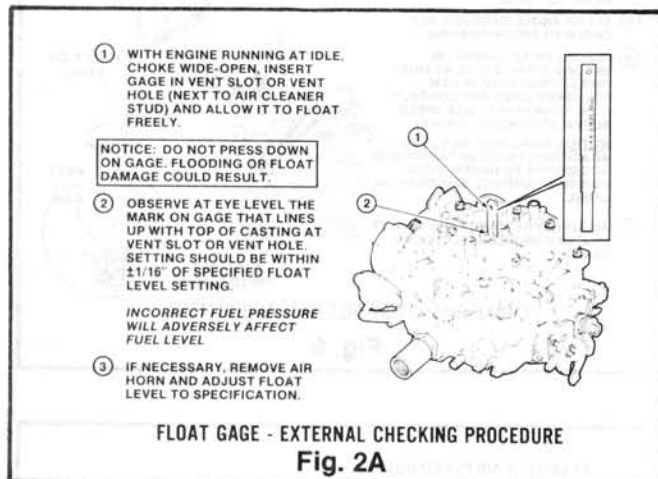 ① WITH ENGINE RUNNING AT IDLE,
CHOKE WIDE-OPEN, INSERT
GAGE IN VENT SLOT OR VENT
HOLE (NEXT TO AIR CLEANER
STUD) AND ALLOW IT TO FLOAT
FREELY.
NOTICE: DO NOT PRESS DOWN
ON GAGE. FLOODING OR FLOAT
DAMAGE COULD RESULT.
② OBSERVE AT EYE LEVEL THE
MARK ON GAGE THAT LINES
UP WITH TOP OF CASTING AT
VENT SLOT OR VENT HOLE.
SETTING SHOULD BE WITHIN
±1/16" OF SPECIFIED FLOAT
LEVEL SETTING.
INCORRECT FUEL PRESSURE
WILL ADVERSELY AFFECT
FUEL LEVEL
③ IF NECESSARY, REMOVE AIR
HORN AND ADJUST FLOAT
LEVEL TO SPECIFICATION.
①
②
FLOAT GAGE - EXTERNAL CHECKING PROCEDURE
Fig. 2A